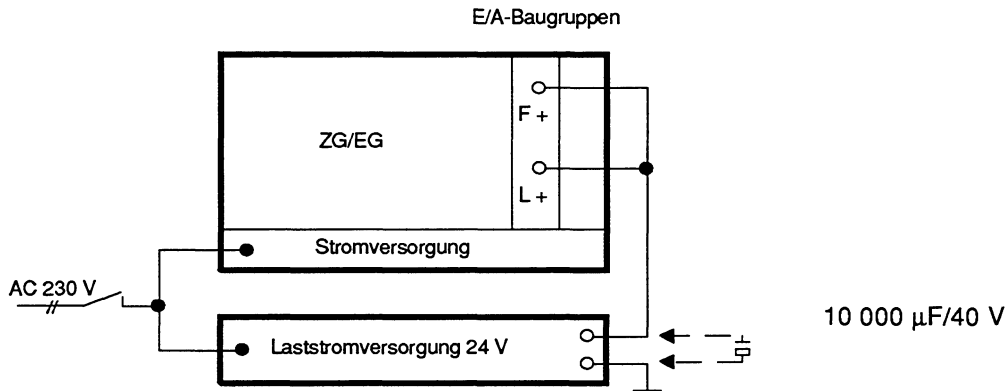 E/A-Baugruppen
F +
ZG/EG
L +
Stromversorgung
AC 230 V
10 000 µF/40 V
Laststromversorgung 24 V